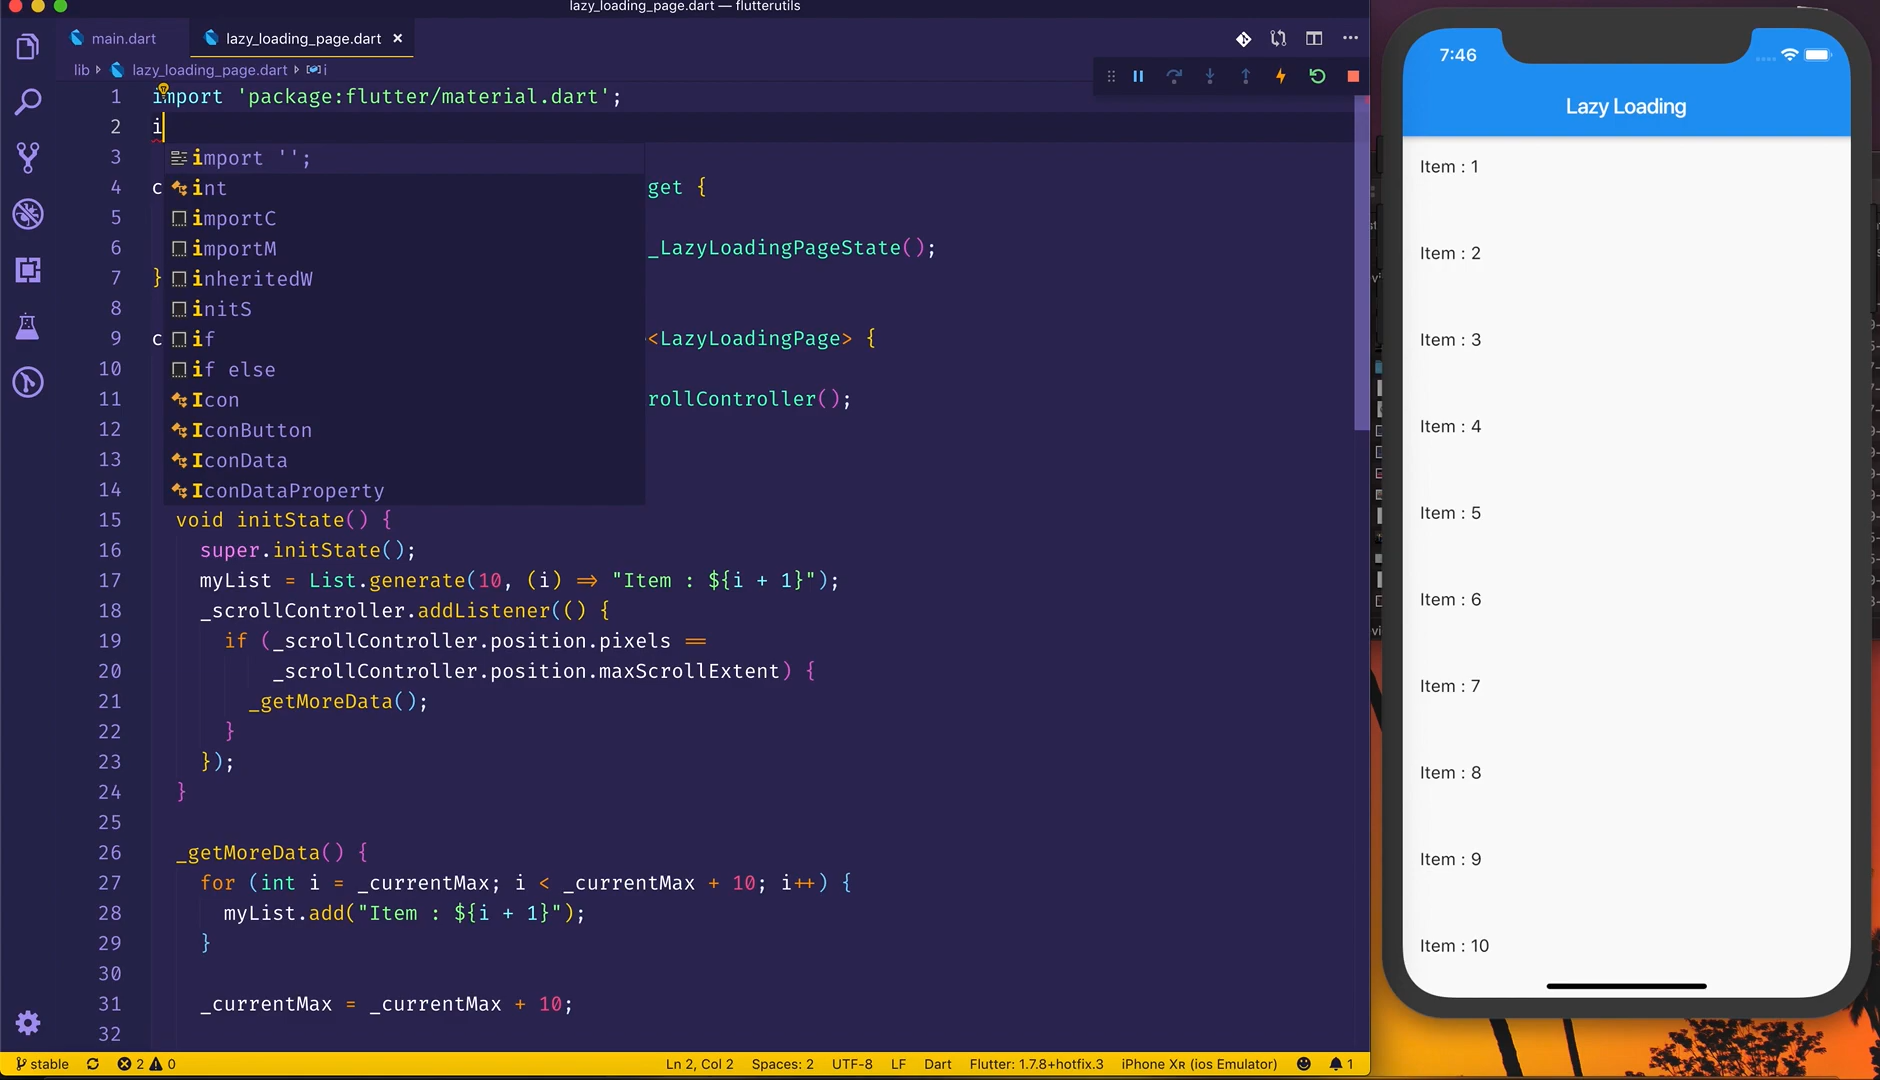 lazy_loading_page.dart — flutterutils
main.dart
lazy_loading_page.dart ×
lib
lazy_loading_page.dart
i
1 import 'package:flutter/material.dart';
2 i
3 import '';
int
4 c get {
5 importC
6 importM _LazyLoadingPageState();
7 } inheritedW
8 initS
9 c if <LazyLoadingPage> {
10 if else
11 Icon rollController();
12 IconButton
13 IconData
14 IconDataProperty
15 void initState() {
16 super.initState();
17 myList = List.generate(10, (i) => "Item : ${i + 1}");
18 _scrollController.addListener(() {
19 if (_scrollController.position.pixels ==
20 _scrollController.position.maxScrollExtent) {
21 _getMoreData();
22 }
23 });
24 }
25
26 _getMoreData() {
27 for (int i = _currentMax; i < _currentMax + 10; i++) {
28 myList.add("Item : ${i + 1}");
29 }
30
31 _currentMax = _currentMax + 10;
32
stable 2 0 Ln 2, Col 2 Spaces: 2 UTF-8 LF Dart Flutter: 1.7.8+hotfix.3 iPhone XR (ios Emulator) 1
7:46
Lazy Loading
Item : 1
Item : 2
Item : 3
Item : 4
Item : 5
Item : 6
Item : 7
Item : 8
Item : 9
Item : 10